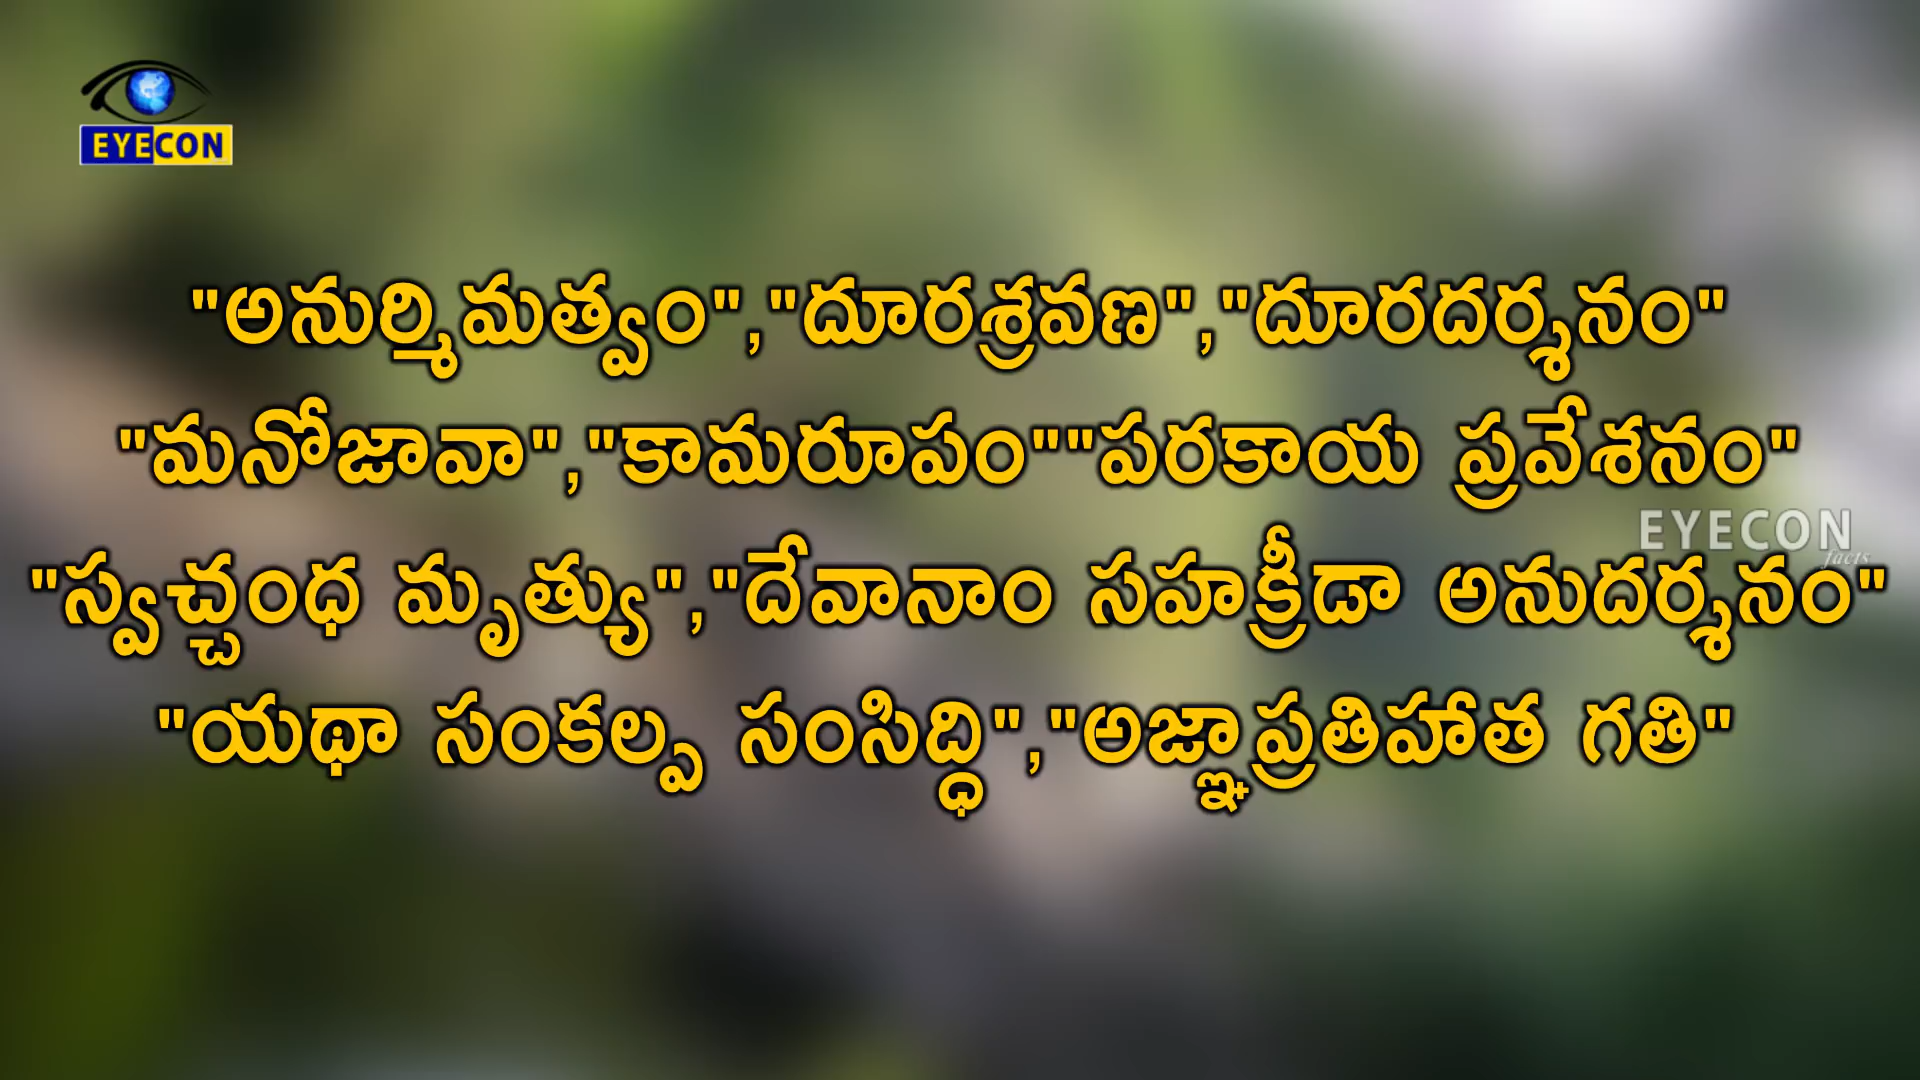 EYECON
"అనుర్మిమత్వం","దూరశ్రవణ","దూరదర్శనం"
"మనోజావా","కామరూపం""పరకాయ ప్రవేశనం"
EYECON
facts
"స్వచ్చంధ మృత్యు","దేవానాం సహక్రీడా అనుదర్శనం"
"యథా సంకల్ప సంసిద్ధి","అజ్ఞాప్రతిహాత గతి"